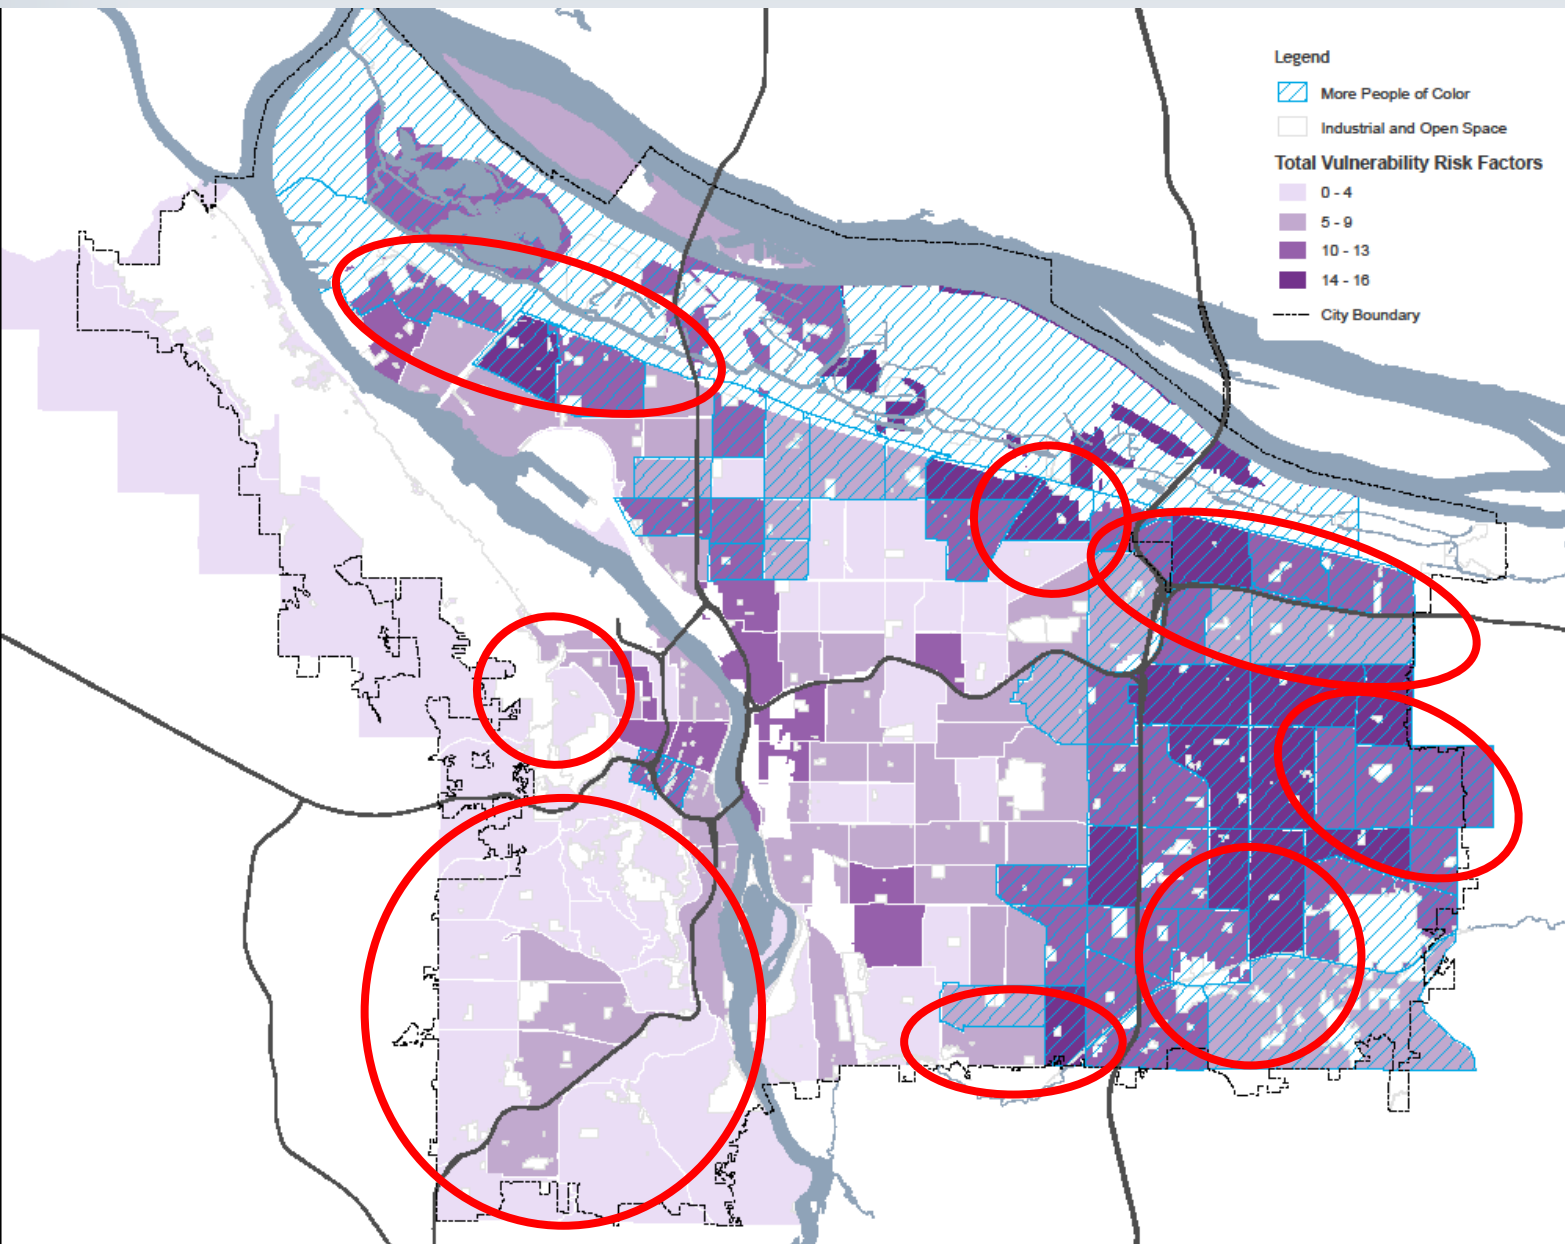 Legend
More People of Color
Industrial and Open Space
Total Vulnerability Risk Factors
0 - 4
5 - 9
10 - 13
14 - 16
City Boundary